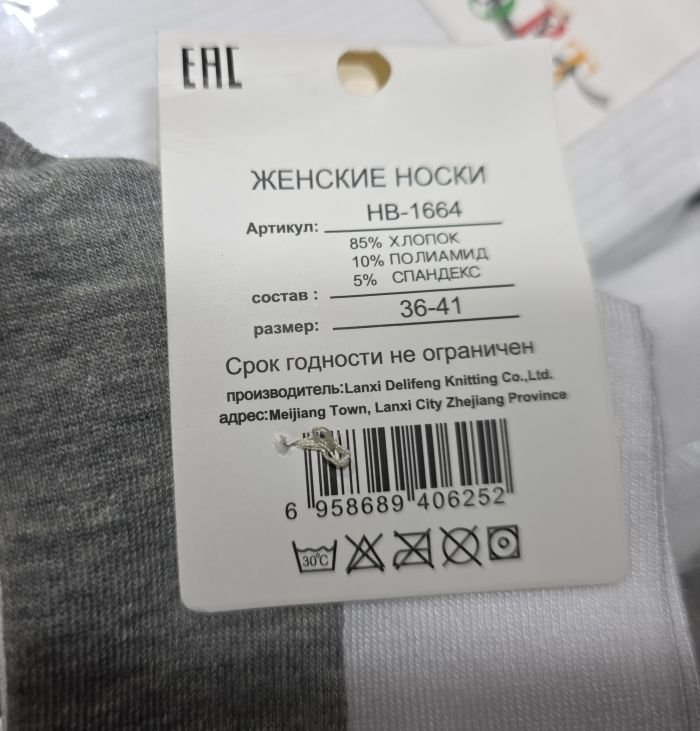 EAC
ЖЕНСКИЕ НОСКИ
Артикул: HB-1664
85% ХЛОПОК
10% ПОЛИАМИД
5% СПАНДЕКС
состав :
размер: 36-41
Срок годности не ограничен
производитель:Lanxi Delifeng Knitting Co.,Ltd.
адрес:Meijiang Town, Lanxi City Zhejiang Province
6 958689 406252
30°C